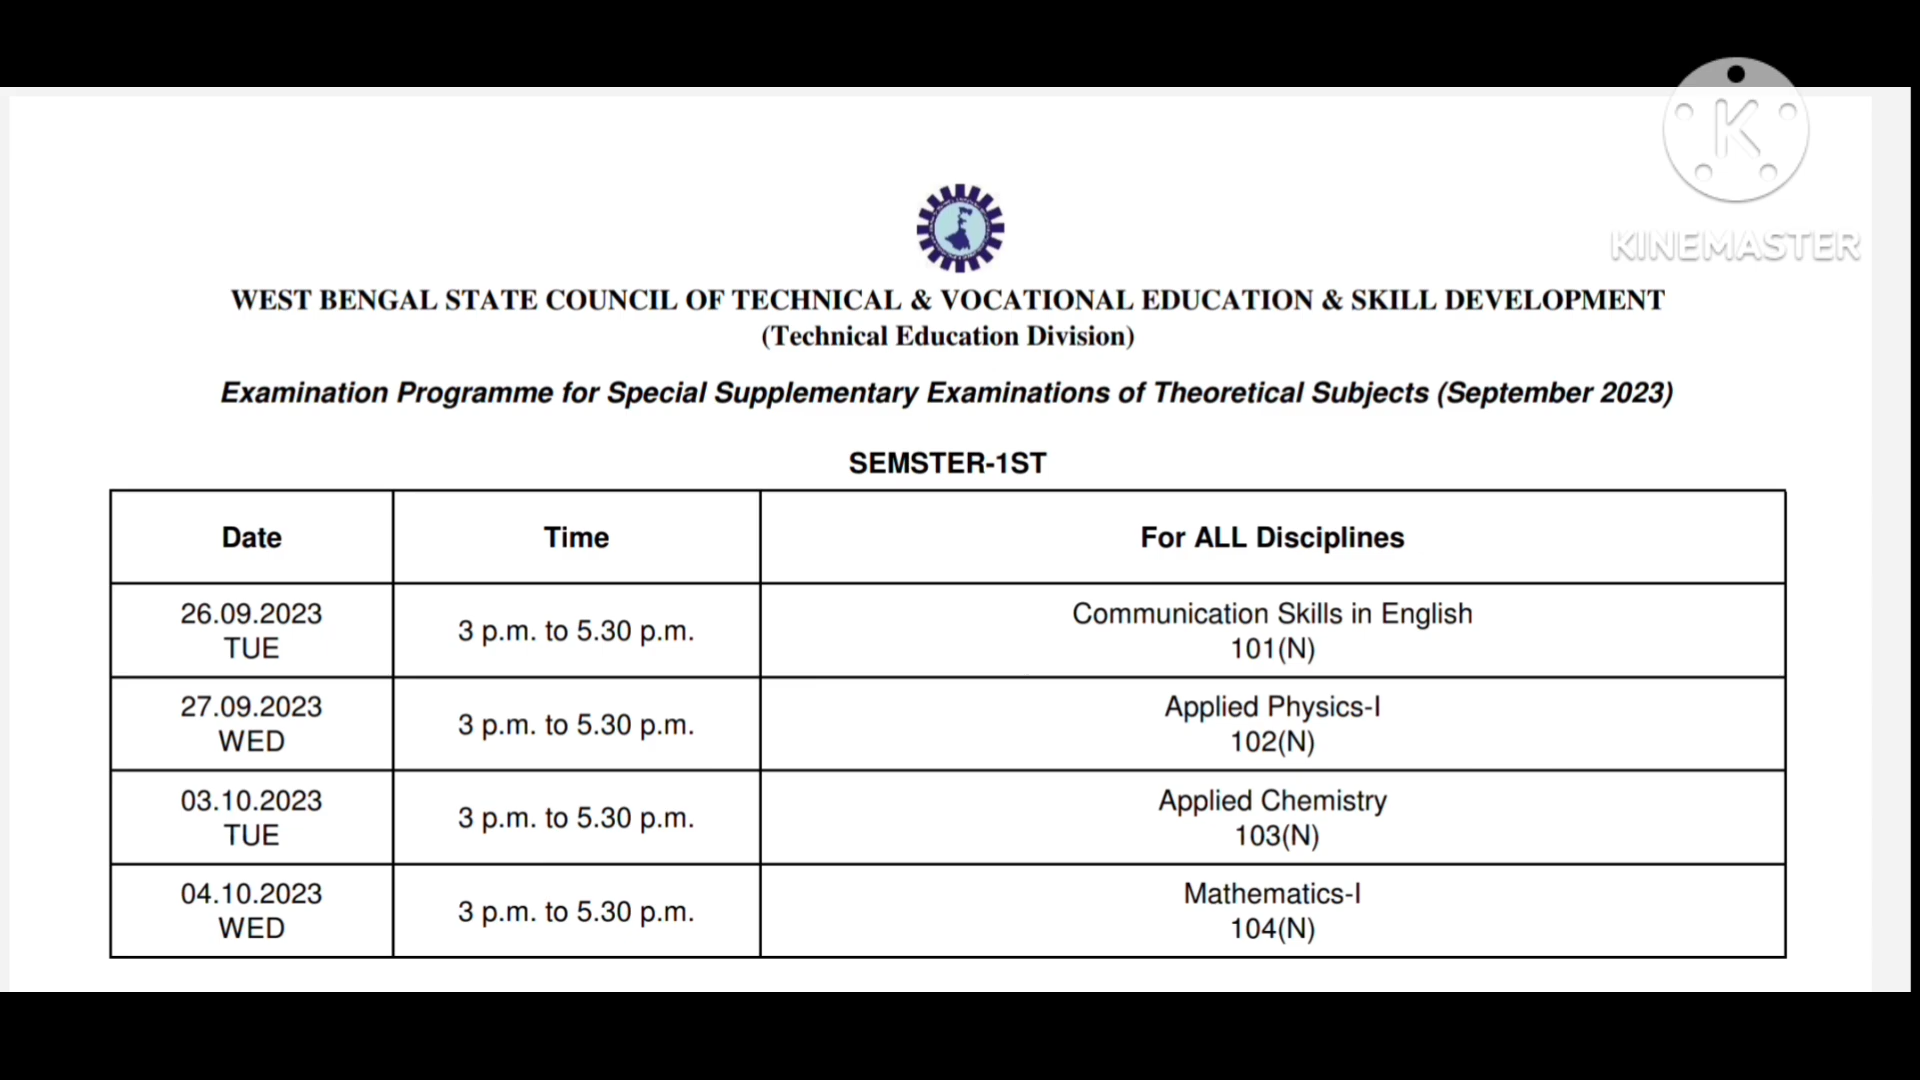 K
KINEMASTER
WEST BENGAL STATE COUNCIL OF TECHNICAL & VOCATIONAL EDUCATION & SKILL DEVELOPMENT
(Technical Education Division)
Examination Programme for Special Supplementary Examinations of Theoretical Subjects (September 2023)
SEMSTER-1ST
Date Time For ALL Disciplines
26.09.2023
TUE
3 p.m. to 5.30 p.m.
Communication Skills in English
101(N)
27.09.2023
WED
3 p.m. to 5.30 p.m.
Applied Physics-I
102(N)
03.10.2023
TUE
3 p.m. to 5.30 p.m.
Applied Chemistry
103(N)
04.10.2023
WED
3 p.m. to 5.30 p.m.
Mathematics-I
104(N)